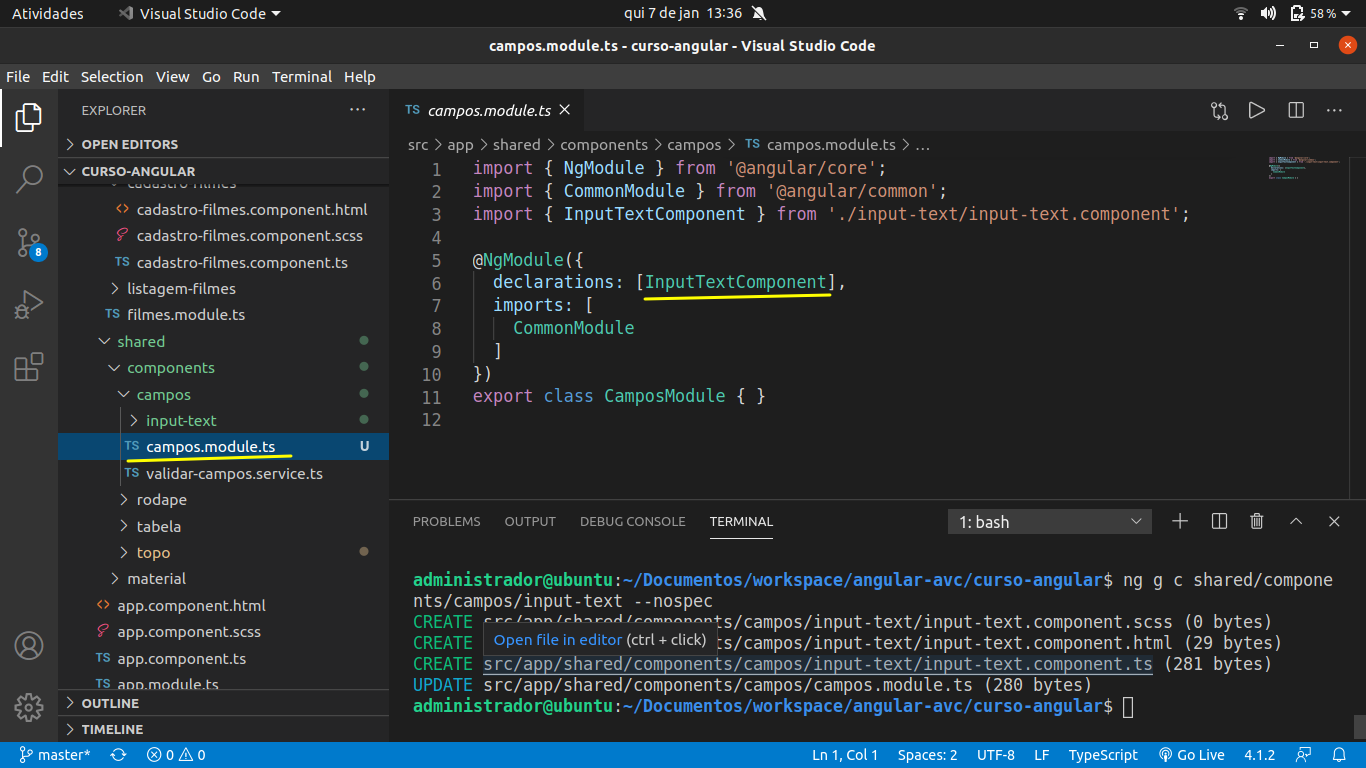 Atividades Visual Studio Code qui 7 de jan 13:36 58 %
campos.module.ts - curso-angular - Visual Studio Code
File Edit Selection View Go Run Terminal Help
EXPLORER
OPEN EDITORS
CURSO-ANGULAR
cadastro-filmes
<> cadastro-filmes.component.html
cadastro-filmes.component.scss
TS cadastro-filmes.component.ts
listagem-filmes
TS filmes.module.ts
shared
components
campos
input-text
TS campos.module.ts U
TS validar-campos.service.ts
rodape
tabela
topo
material
<> app.component.html
app.component.scss
TS app.component.ts
TS app.module.ts
OUTLINE
TIMELINE
8
TS campos.module.ts
src > app > shared > components > campos > TS campos.module.ts > ...
1 import { NgModule } from '@angular/core';
2 import { CommonModule } from '@angular/common';
3 import { InputTextComponent } from './input-text/input-text.component';
4
5 @NgModule({
6 declarations: [InputTextComponent],
7 imports: [
8 CommonModule
9 ]
10 })
11 export class CamposModule { }
12
PROBLEMS OUTPUT DEBUG CONSOLE TERMINAL 1: bash
administrador@ubuntu:~/Documentos/workspace/angular-avc/curso-angular$ ng g c shared/compone
nts/campos/input-text --nospec
CREATE src/app/shared/components/campos/input-text/input-text.component.scss (0 bytes)
Open file in editor (ctrl + click)
CREATE ts/campos/input-text/input-text.component.html (29 bytes)
CREATE src/app/shared/components/campos/input-text/input-text.component.ts (281 bytes)
UPDATE src/app/shared/components/campos/campos.module.ts (280 bytes)
administrador@ubuntu:~/Documentos/workspace/angular-avc/curso-angular$
master* 0 0 Ln 1, Col 1 Spaces: 2 UTF-8 LF TypeScript Go Live 4.1.2